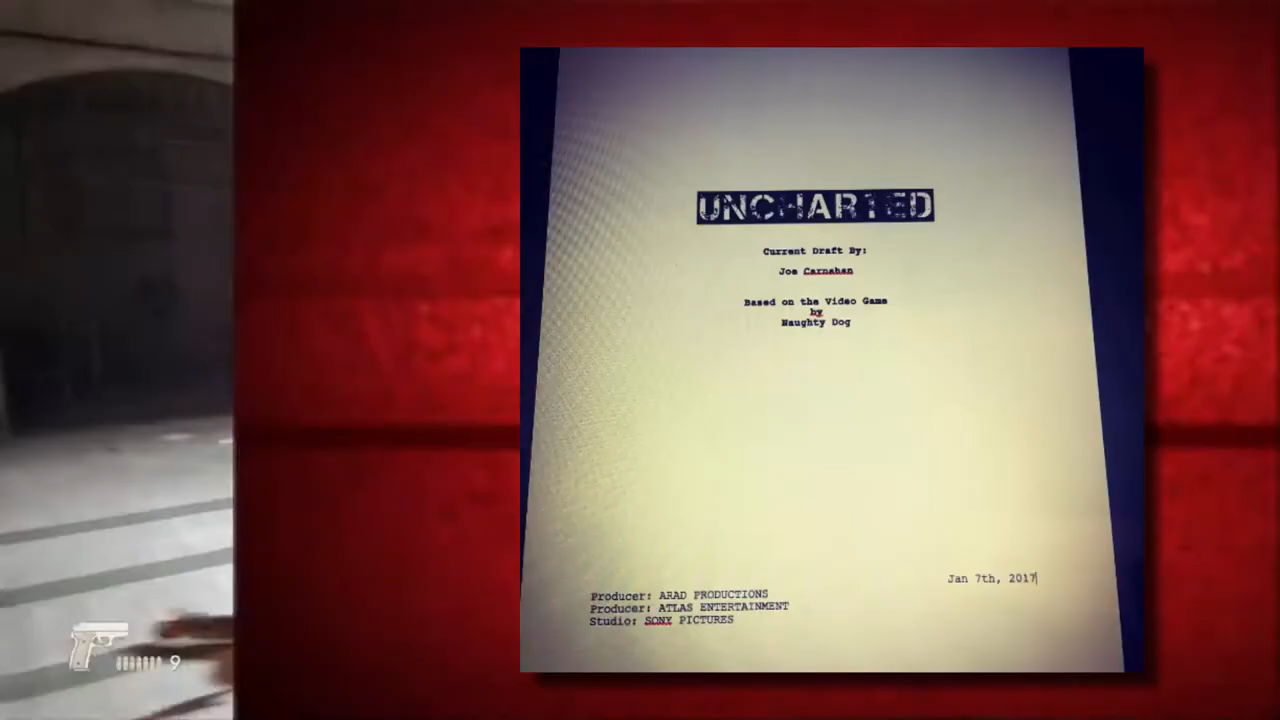 UNCHARTED
Current Draft By:
Joe Carnahan
Based on the Video Game
by
Naughty Dog
Jan 7th, 2017
Producer: ARAD PRODUCTIONS
Producer: ATLAS ENTERTAINMENT
Studio: SONY PICTURES
9